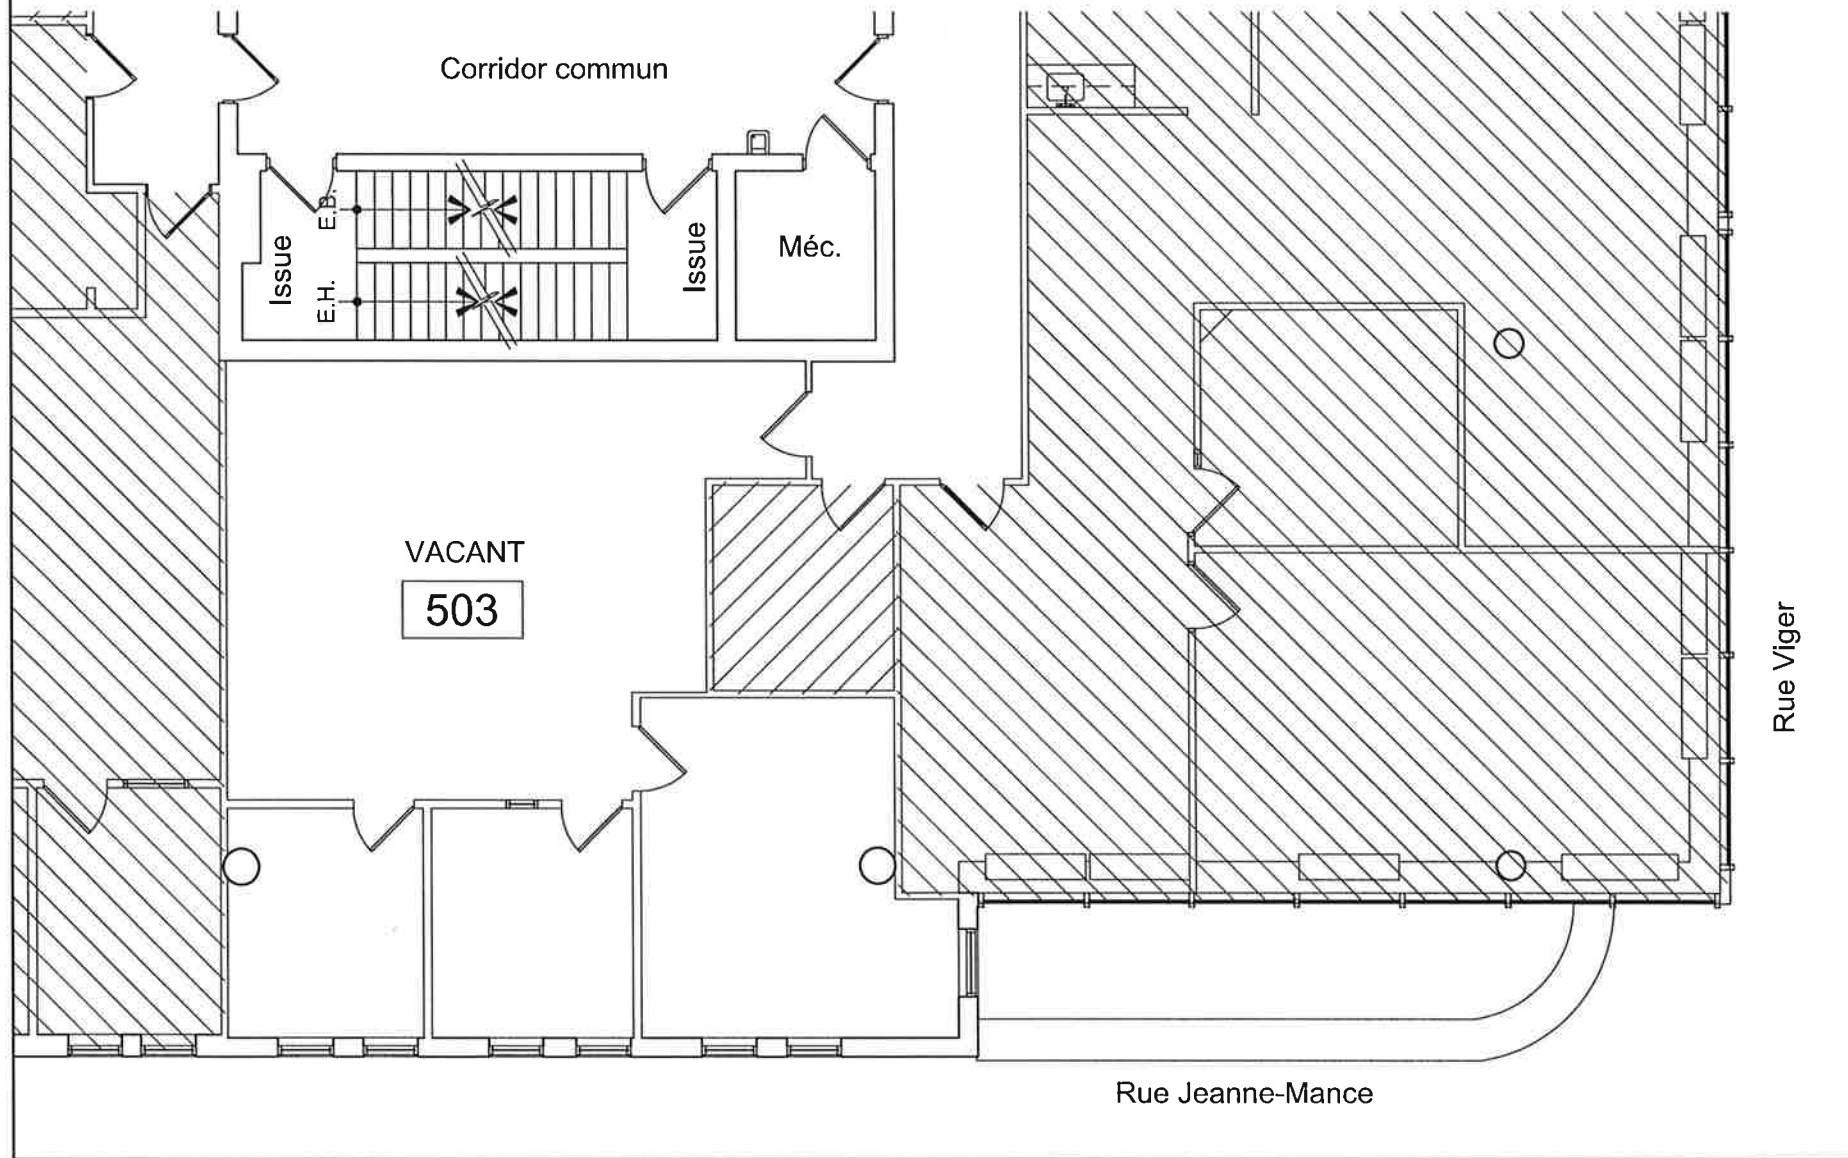 Corridor commun
E.B.
Issue
E.H.
Issue
Méc.
VACANT
503
Rue Viger
Rue Jeanne-Mance